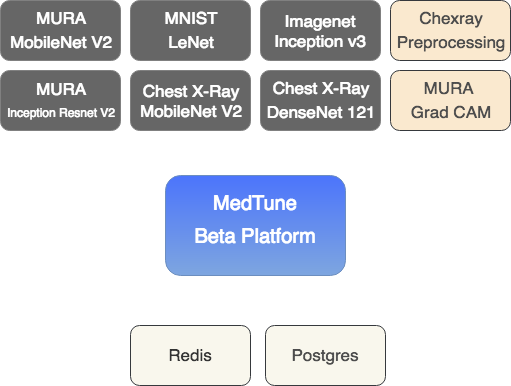 MURA
MobileNet V2
MNIST
LeNet
Imagenet
Inception v3
Chexray
Preprocessing
MURA
Inception Resnet V2
Chest X-Ray
MobileNet V2
Chest X-Ray
DenseNet 121
MURA
Grad CAM
MedTune
Beta Platform
Redis
Postgres